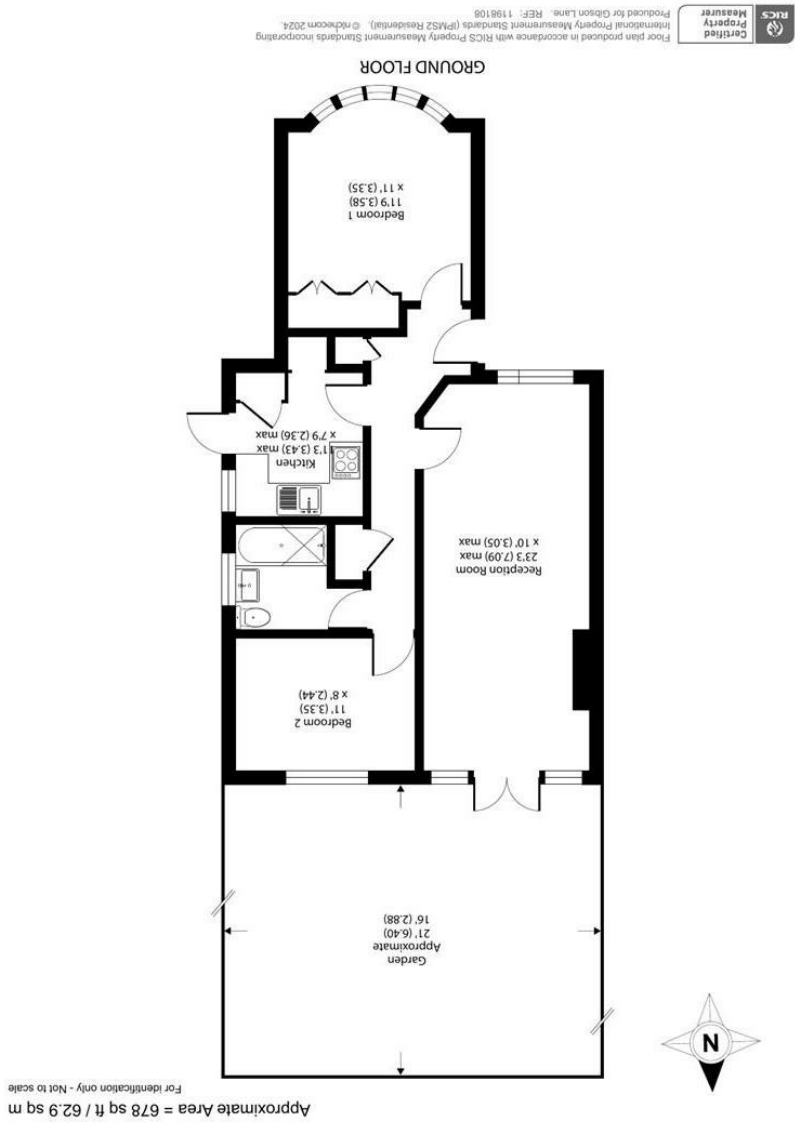 Approximate Area = 678 sq ft / 62.9 sq m
For identification only - Not to scale
N
Garden
Approximate
21' (6.40)
16' (2.88)
Bedroom 2
11' (3.35)
x 8' (2.44)
Reception Room
23'3 (7.09) max
x 10' (3.05) max
Kitchen
11'3 (3.43) max
x 7'9 (2.36) max
Bedroom 1
11'9 (3.58)
x 11' (3.35)
GROUND FLOOR
RICS
Certified
Property
Measurer
Floor plan produced in accordance with RICS Property Measurement Standards incorporating
International Property Measurement Standards (IPMS2 Residential). © nichecom 2024.
Produced for Gibson Lane. REF: 1198108